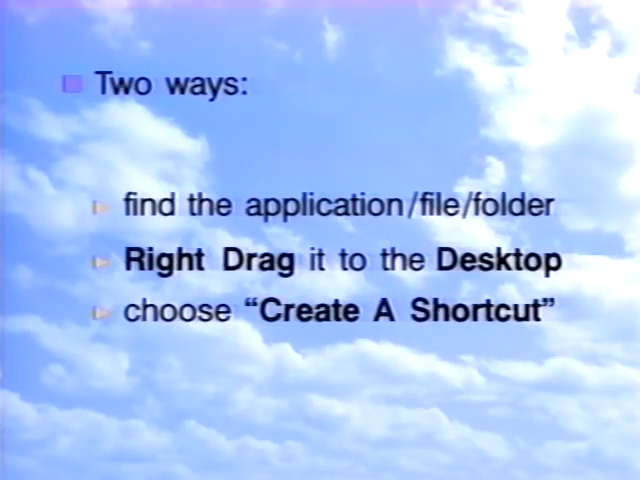 Two ways:
find the application/file/folder
Right Drag it to the Desktop
choose “Create A Shortcut”